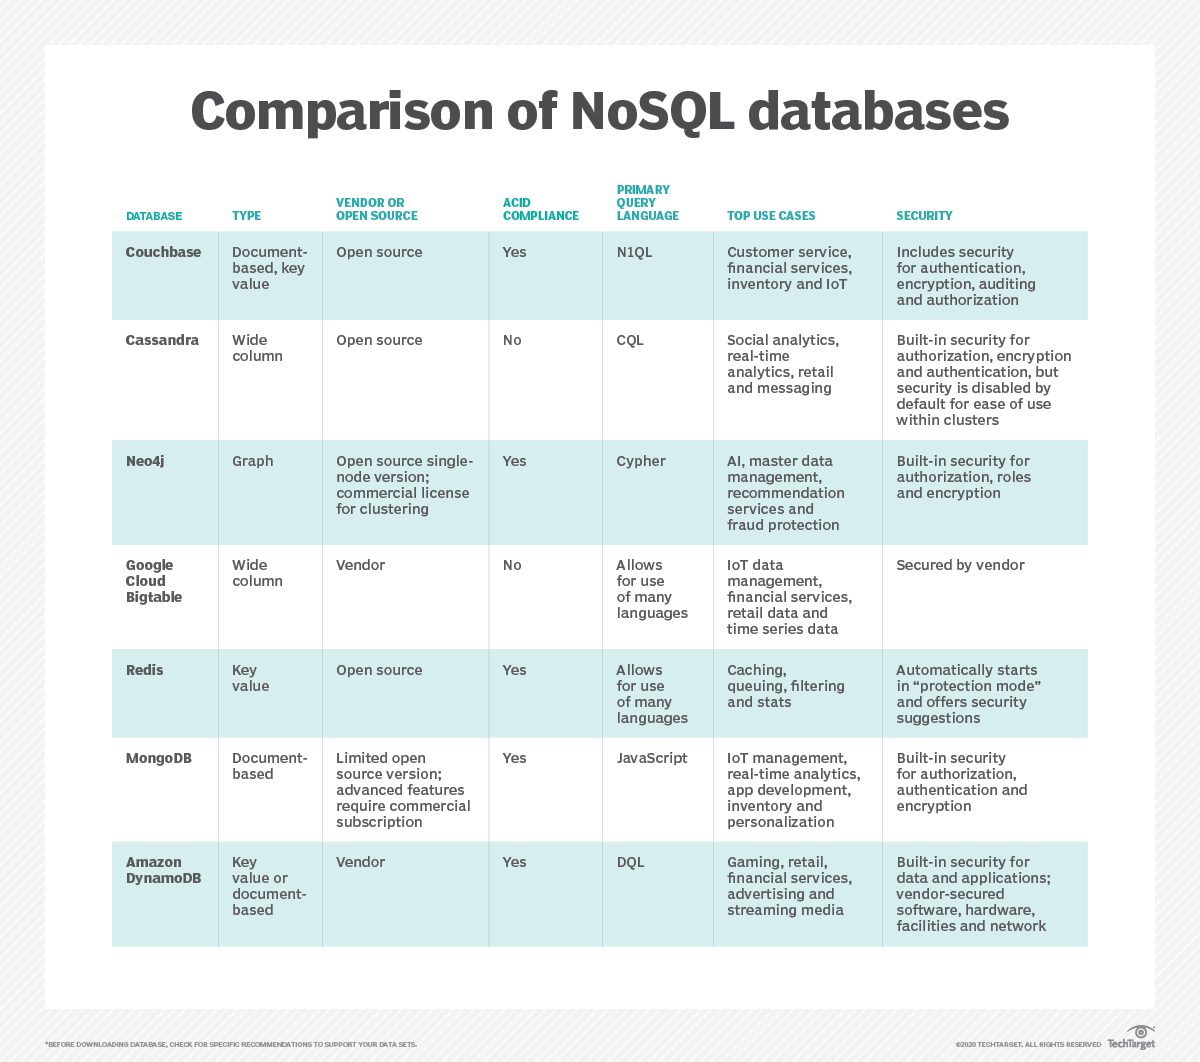 Comparison of NoSQL databases
DATABASE
TYPE
VENDOR OR
OPEN SOURCE
ACID
COMPLIANCE
PRIMARY
QUERY
LANGUAGE
TOP USE CASES
SECURITY
Couchbase
Document-
based, key
value
Open source
Yes
N1QL
Customer service,
financial services,
inventory and IoT
Includes security
for authentication,
encryption, auditing
and authorization
Cassandra
Wide
column
Open source
No
CQL
Social analytics,
real-time
analytics, retail
and messaging
Built-in security for
authorization, encryption
and authentication, but
security is disabled by
default for ease of use
within clusters
Neo4j
Graph
Open source single-
node version;
commercial license
for clustering
Yes
Cypher
AI, master data
management,
recommendation
services and
fraud protection
Built-in security for
authorization, roles
and encryption
Google
Cloud
Bigtable
Wide
column
Vendor
No
Allows
for use
of many
languages
IoT data
management,
financial services,
retail data and
time series data
Secured by vendor
Redis
Key
value
Open source
Yes
Allows
for use
of many
languages
Caching,
queuing, filtering
and stats
Automatically starts
in “protection mode”
and offers security
suggestions
MongoDB
Document-
based
Limited open
source version;
advanced features
require commercial
subscription
Yes
JavaScript
IoT management,
real-time analytics,
app development,
inventory and
personalization
Built-in security
for authorization,
authentication and
encryption
Amazon
DynamoDB
Key
value or
document-
based
Vendor
Yes
DQL
Gaming, retail,
financial services,
advertising and
streaming media
Built-in security for
data and applications;
vendor-secured
software, hardware,
facilities and network
*BEFORE DOWNLOADING DATABASE, CHECK FOR SPECIFIC RECOMMENDATIONS TO SUPPORT YOUR DATA SETS.
©2020 TECHTARGET. ALL RIGHTS RESERVED
TechTarget